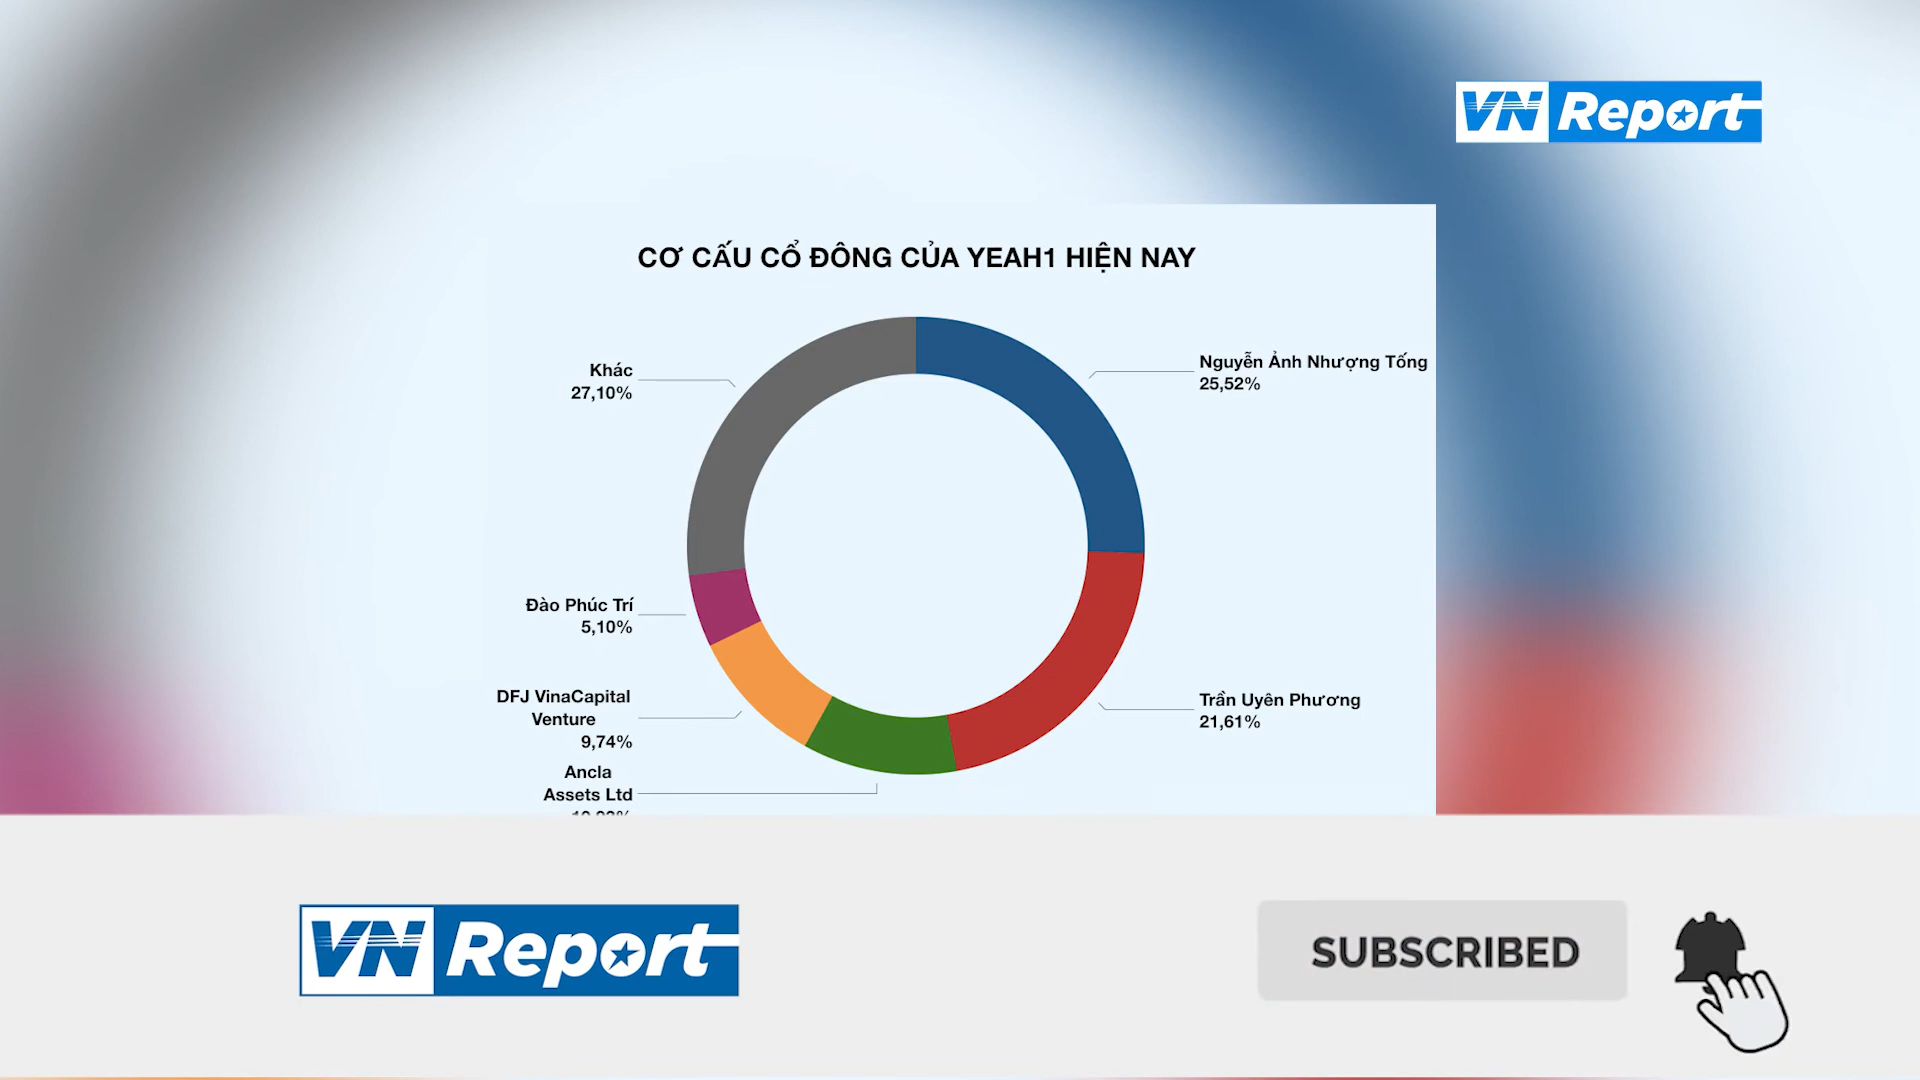 VN Report
CƠ CẤU CỔ ĐÔNG CỦA YEAH1 HIỆN NAY
Khác
27,10%
Nguyễn Ảnh Nhượng Tống
25,52%
Đào Phúc Trí
5,10%
DFJ VinaCapital
Venture
9,74%
Trần Uyên Phương
21,61%
Ancla
Assets Ltd
VN Report
SUBSCRIBED